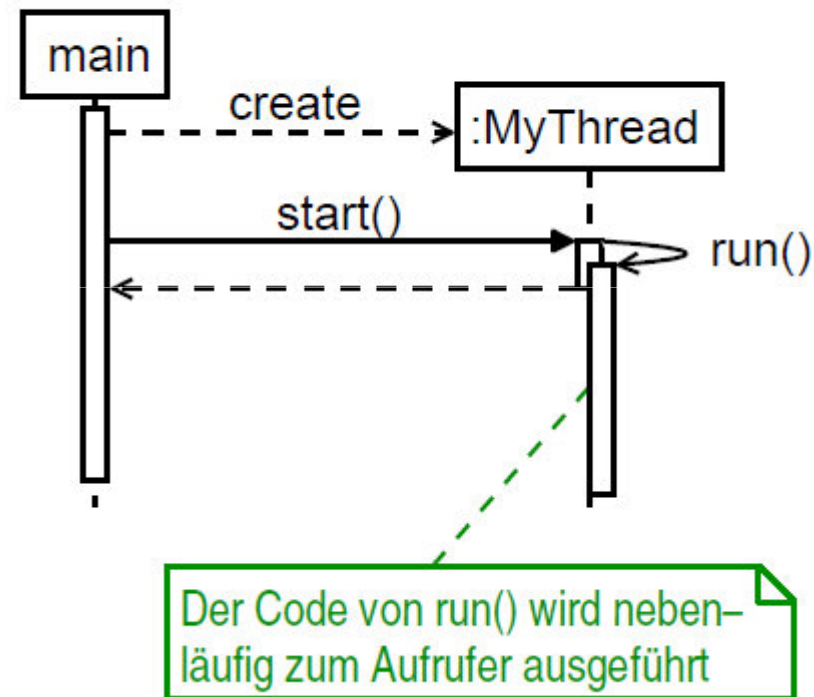 main
create
:MyThread
start()
run()
Der Code von run() wird neben–
läufig zum Aufrufer ausgeführt